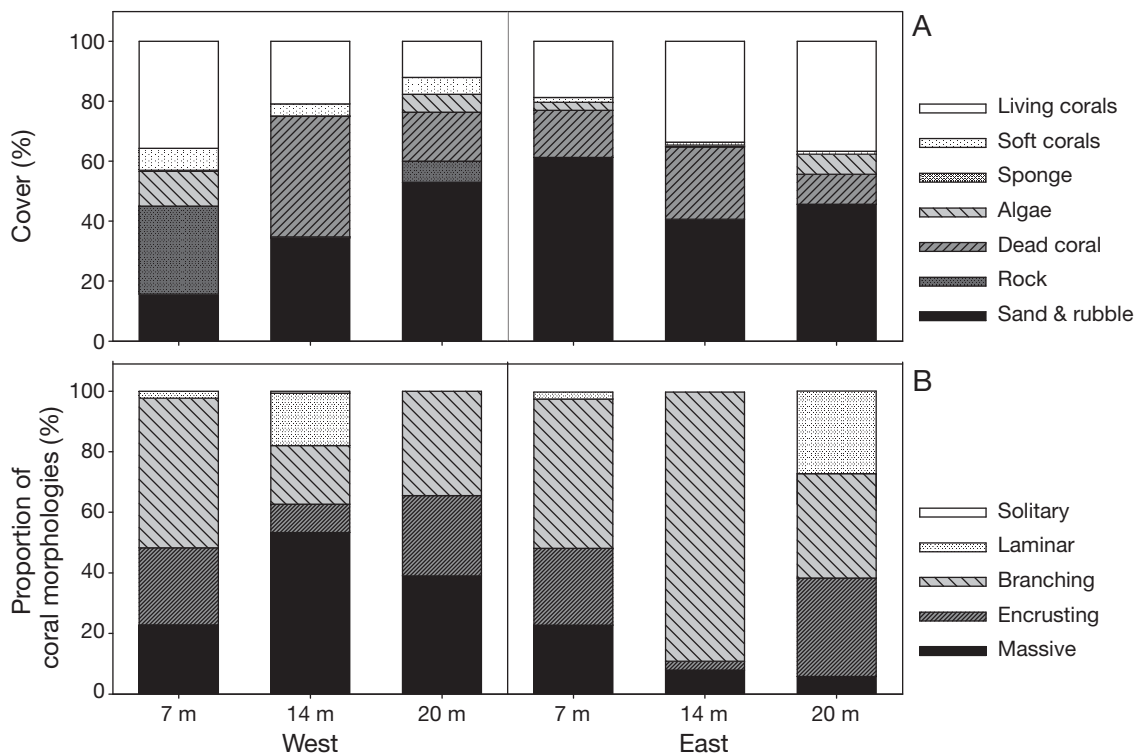 A
Cover (%)
100
80
60
40
20
0
Living corals
Soft corals
Sponge
Algae
Dead coral
Rock
Sand & rubble
B
Proportion of
coral morphologies (%)
100
80
60
40
20
0
Solitary
Laminar
Branching
Encrusting
Massive
7 m 14 m 20 m 7 m 14 m 20 m
West East